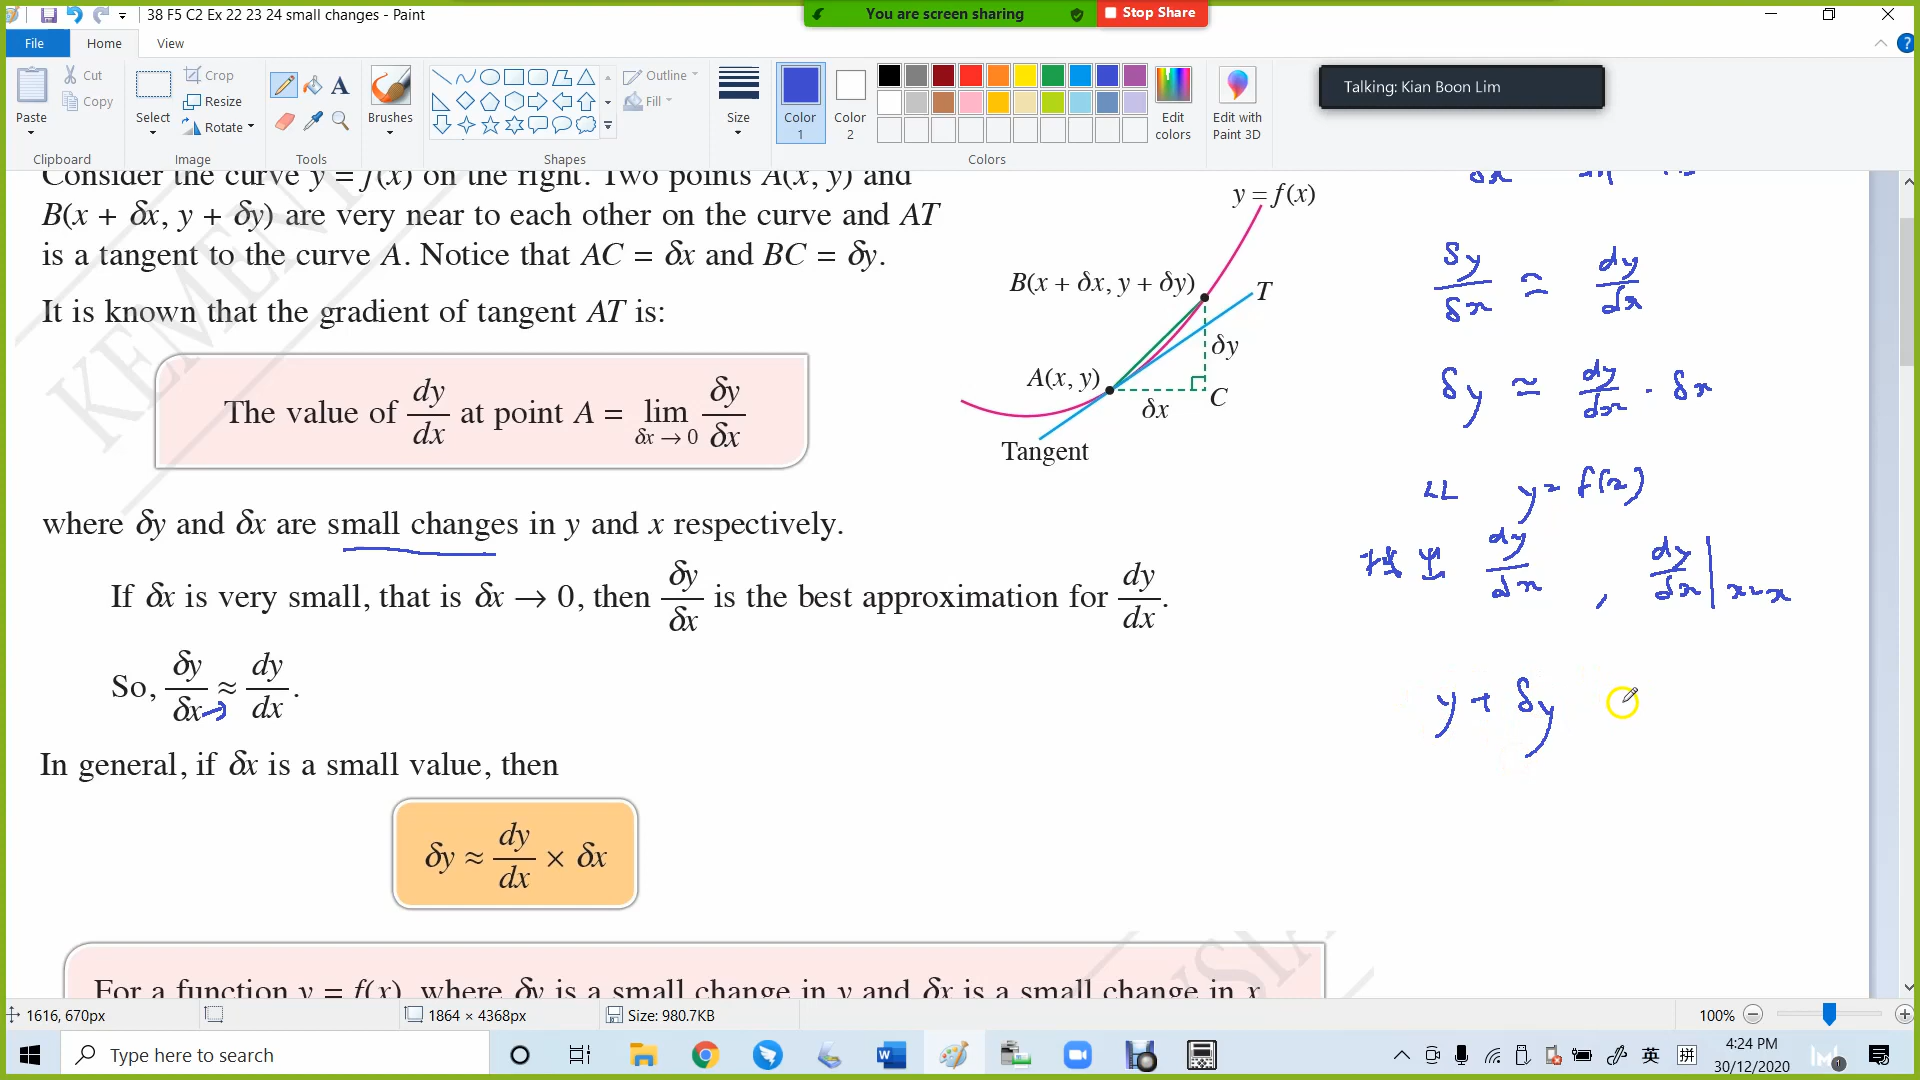 38 F5 C2 Ex 22 23 24 small changes - Paint
You are screen sharing
Stop Share
File
Home
View
Paste
Cut
Copy
Clipboard
Select
Crop
Resize
Rotate
Image
Tools
Brushes
Shapes
Outline
Fill
Size
Color 1
Color 2
Colors
Edit colors
Edit with Paint 3D
Talking: Kian Boon Lim
Consider the curve y = f(x) on the right. Two points A(x, y) and
B(x + δx, y + δy) are very near to each other on the curve and AT
is a tangent to the curve A. Notice that AC = δx and BC = δy.
It is known that the gradient of tangent AT is:
The value of dy/dx at point A = lim δx → 0 δy/δx
where δy and δx are small changes in y and x respectively.
If δx is very small, that is δx → 0, then δy/δx is the best approximation for dy/dx.
So, δy/δx ≈ dy/dx.
In general, if δx is a small value, then
δy ≈ dy/dx × δx
For a function y = f(x), where δy is a small change in y and δx is a small change in x
y = f(x)
B(x + δx, y + δy)
T
δy
A(x, y)
δx
C
Tangent
δx
δy/δx ≈ dy/dx
δy ≈ dy/dx · δx
y = f(x)
dy/dx , dy/dx | x=x
y + δy
KEMENT
1616, 670px
1864 × 4368px
Size: 980.7KB
100%
Type here to search
英
拼
4:24 PM
30/12/2020
1